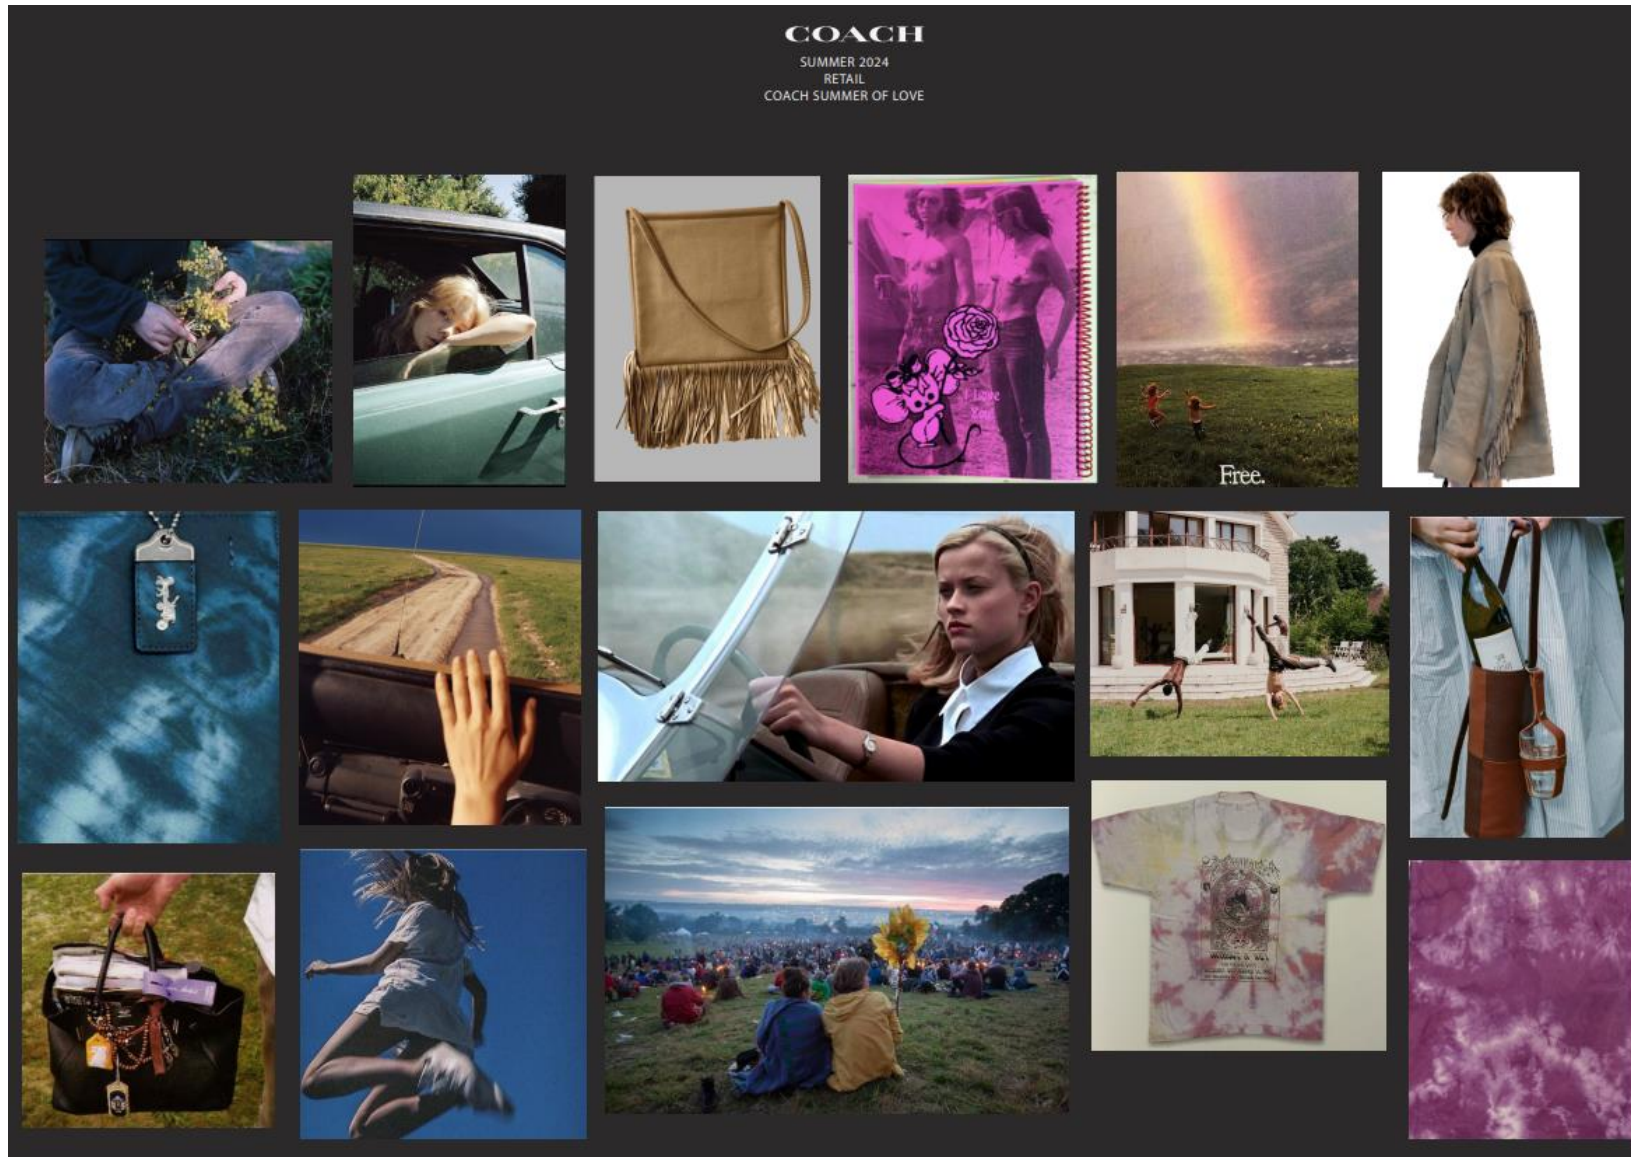 COACH
SUMMER 2024
RETAIL
COACH SUMMER OF LOVE
I Love
You
Free.